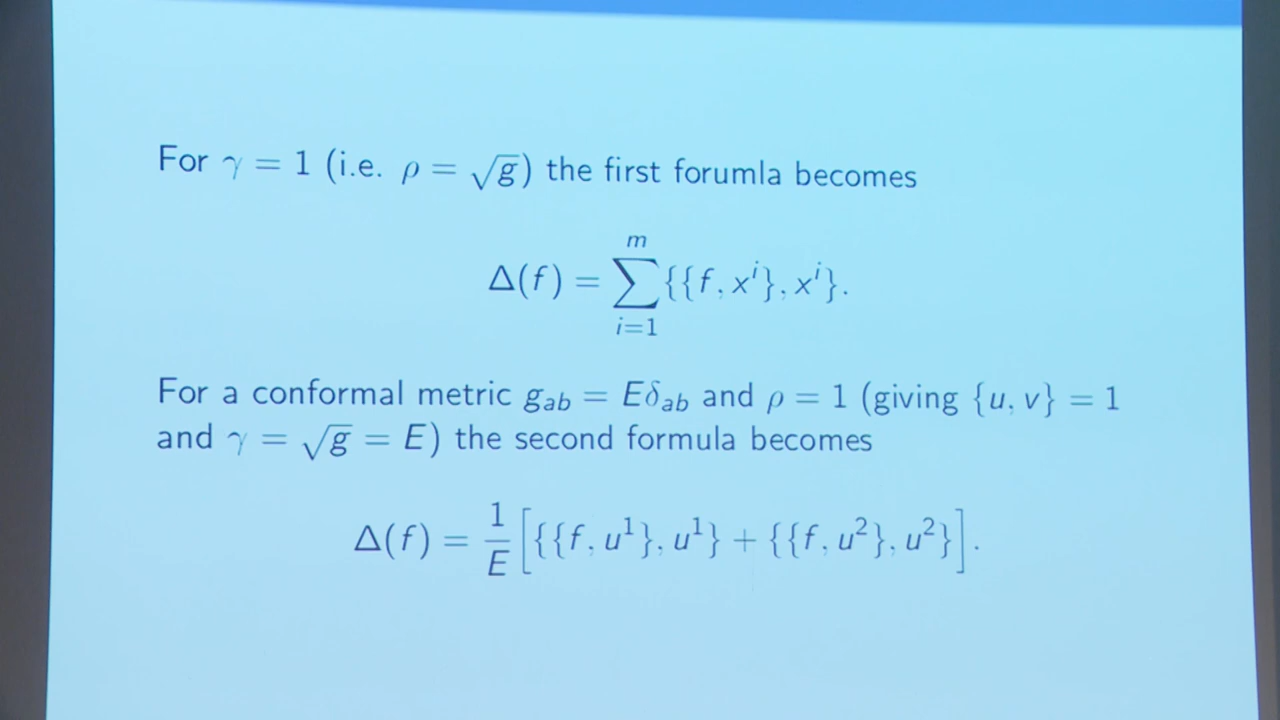 For γ = 1 (i.e. ρ = √g) the first forumla becomes
Δ(f) = ∑_{i=1}^{m} {{f, x^i}, x^i}.
For a conformal metric g_{ab} = Eδ_{ab} and ρ = 1 (giving {u, v} = 1
and γ = √g = E) the second formula becomes
Δ(f) = \frac{1}{E} [{{f, u^1}, u^1} + {{f, u^2}, u^2}].